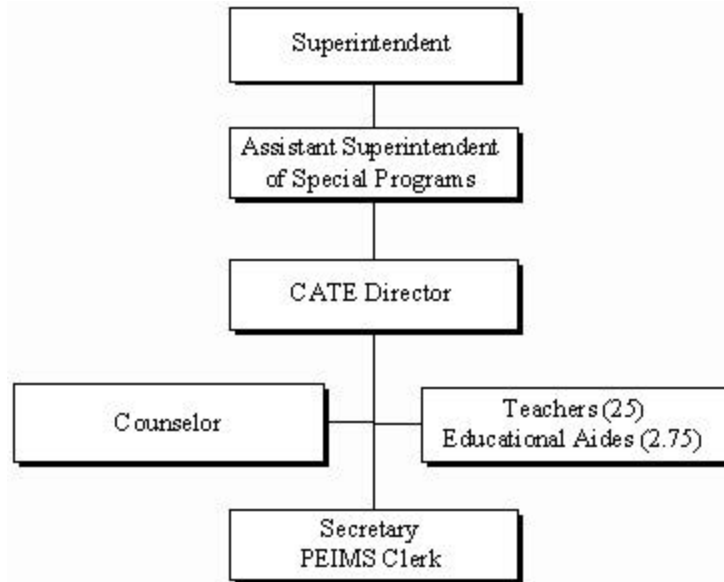 Superintendent
Assistant Superintendent
of Special Programs
CATE Director
Counselor
Teachers (25)
Educational Aides (2.75)
Secretary
PEIMS Clerk